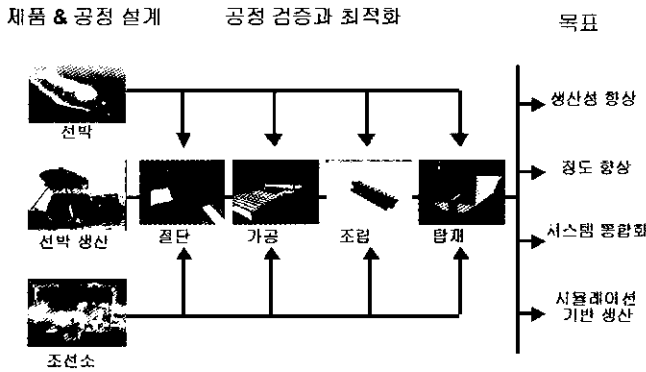 제품 & 공정 설계
공정 검증과 최적화
목표
선박
생산성 향상
정도 향상
선박 생산
절단
가공
조립
탑재
시스템 통합화
시뮬레이션
기반 생산
조선소